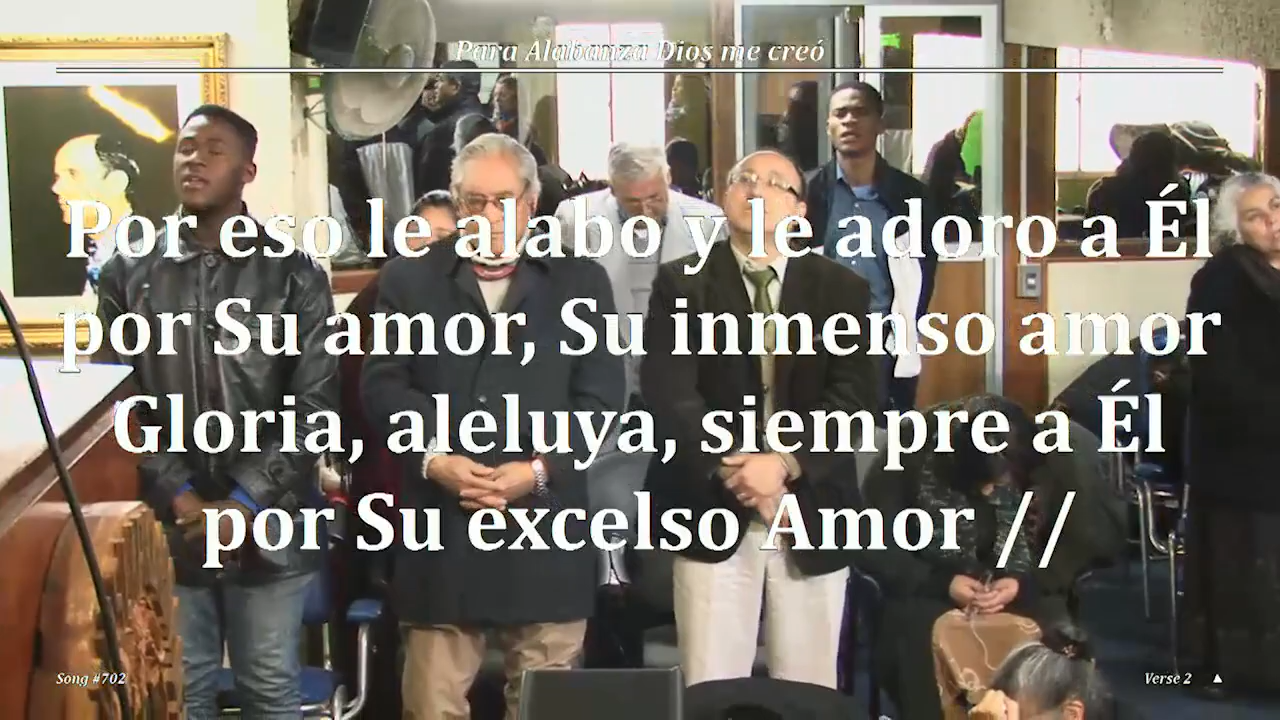 Para Alabanza Dios me creó
Por eso le alabo y le adoro a Él
por Su amor, Su inmenso amor
Gloria, aleluya, siempre a Él
por Su excelso Amor //
Song #702
Verse 2 ▲